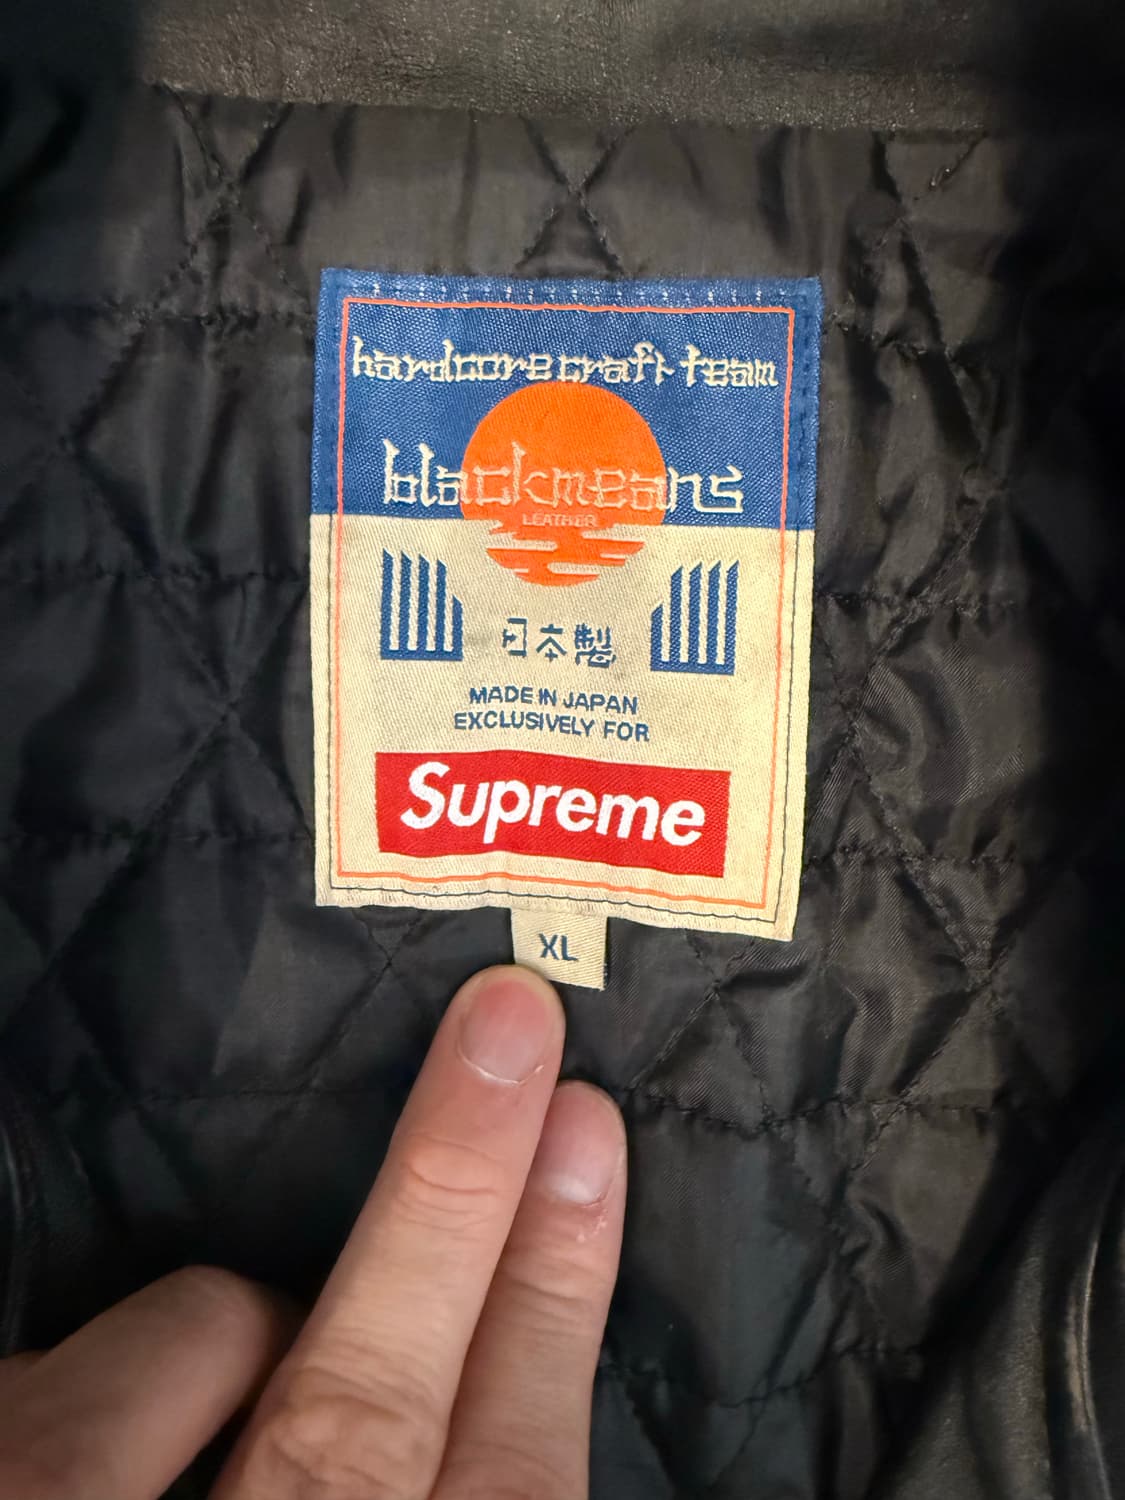 hardcore craft team
blackmeans
LEATHER
日本製
MADE IN JAPAN
EXCLUSIVELY FOR
Supreme
XL